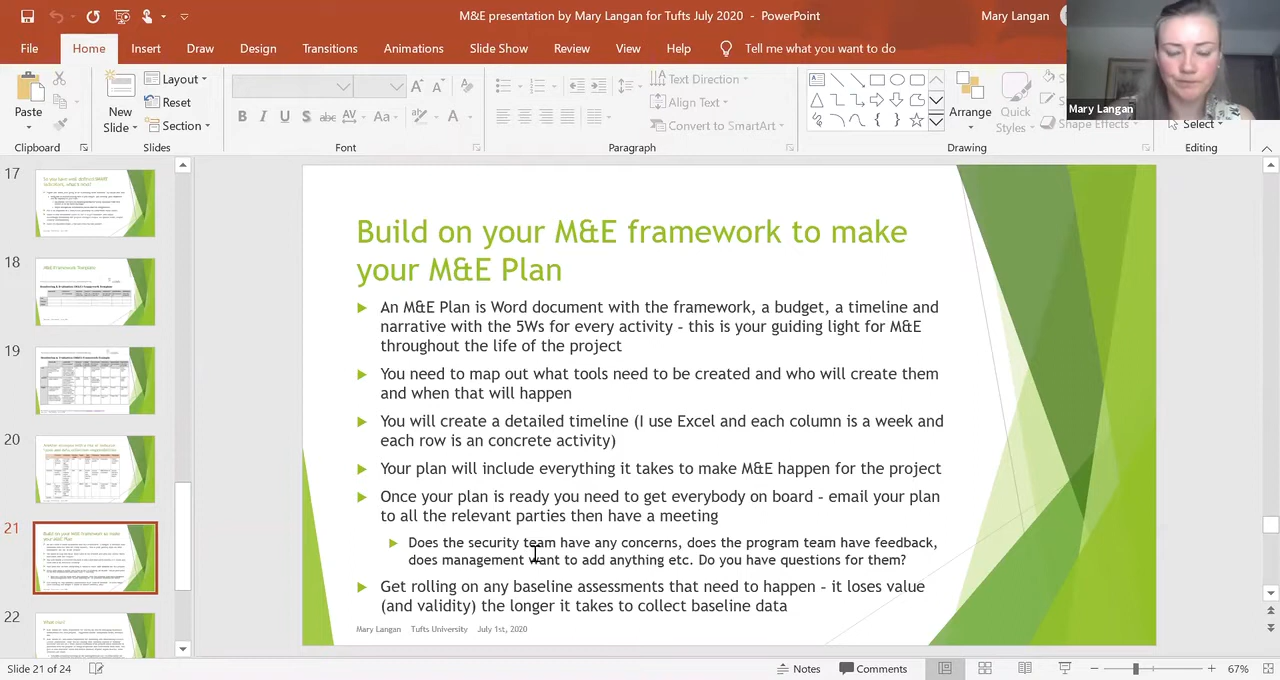 M&E presentation by Mary Langan for Tufts July 2020 - PowerPoint
Mary Langan
File Home Insert Draw Design Transitions Animations Slide Show Review View Help Tell me what you want to do
Paste
Clipboard
New
Slide
Layout
Reset
Section
Slides
Font
Text Direction
Align Text
Convert to SmartArt
Paragraph
Arrange
Quick
Styles
Shape Effects
Drawing
Select
Editing
Mary Langan
17
18
M&E Framework Template
19
20
21
22
Build on your M&E framework to make
your M&E Plan
An M&E Plan is Word document with the framework, a budget, a timeline and
narrative with the 5Ws for every activity - this is your guiding light for M&E
throughout the life of the project
You need to map out what tools need to be created and who will create them
and when that will happen
You will create a detailed timeline (I use Excel and each column is a week and
each row is an concrete activity)
Your plan will include everything it takes to make M&E happen for the project
Once your plan is ready you need to get everybody on board - email your plan
to all the relevant parties then have a meeting
Does the security team have any concerns, does the program team have feedback,
does management want to add anything etc. Do you have questions for them?
Get rolling on any baseline assessments that need to happen - it loses value
(and validity) the longer it takes to collect baseline data
Mary Langan Tufts University /20
Slide 21 of 24
Notes
Comments
67%